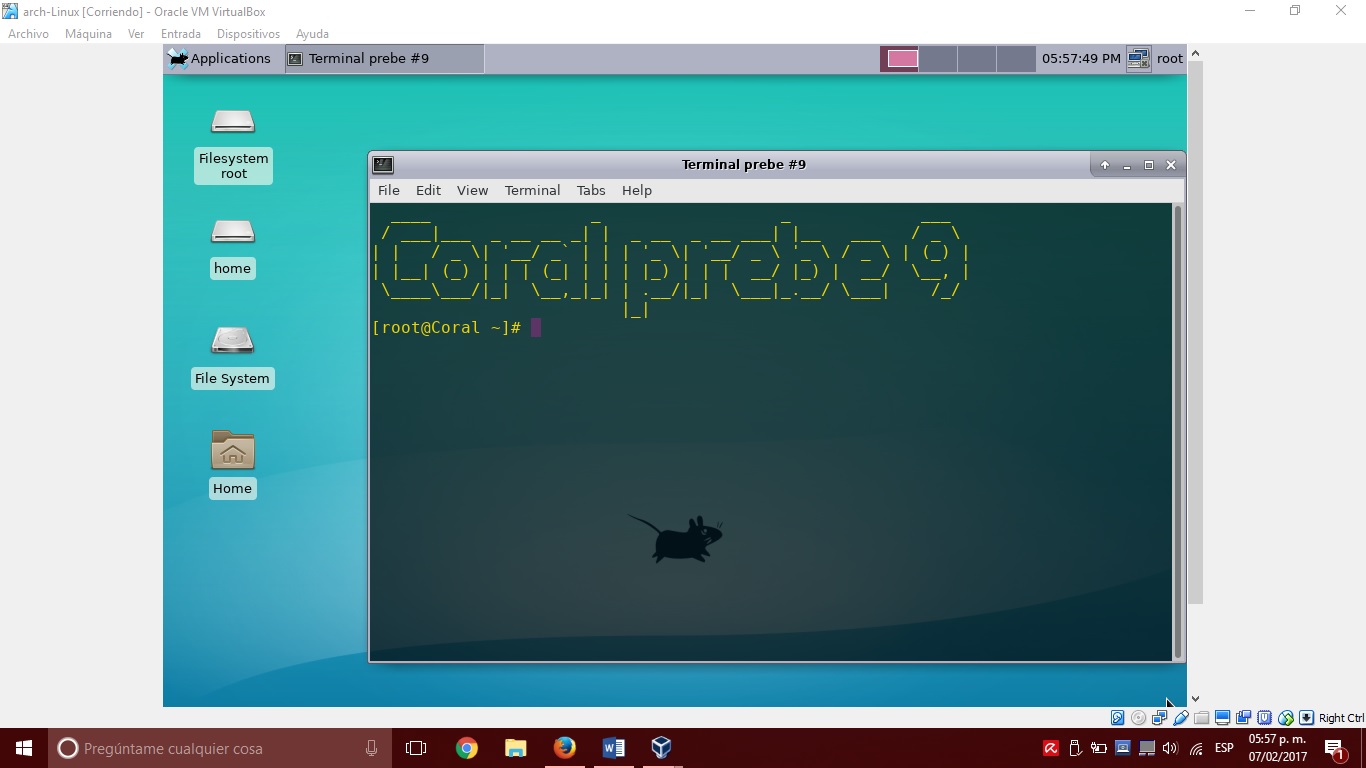 arch-Linux [Corriendo] - Oracle VM VirtualBox
Archivo Máquina Ver Entrada Dispositivos Ayuda
Applications Terminal prebe #9 05:57:49 PM root
Filesystem
root
home
File System
Home
Terminal prebe #9
File Edit View Terminal Tabs Help
Coral prebe 9
[root@Coral ~]#
Right Ctrl
Pregúntame cualquier cosa
ESP
05:57 p. m.
07/02/2017
1